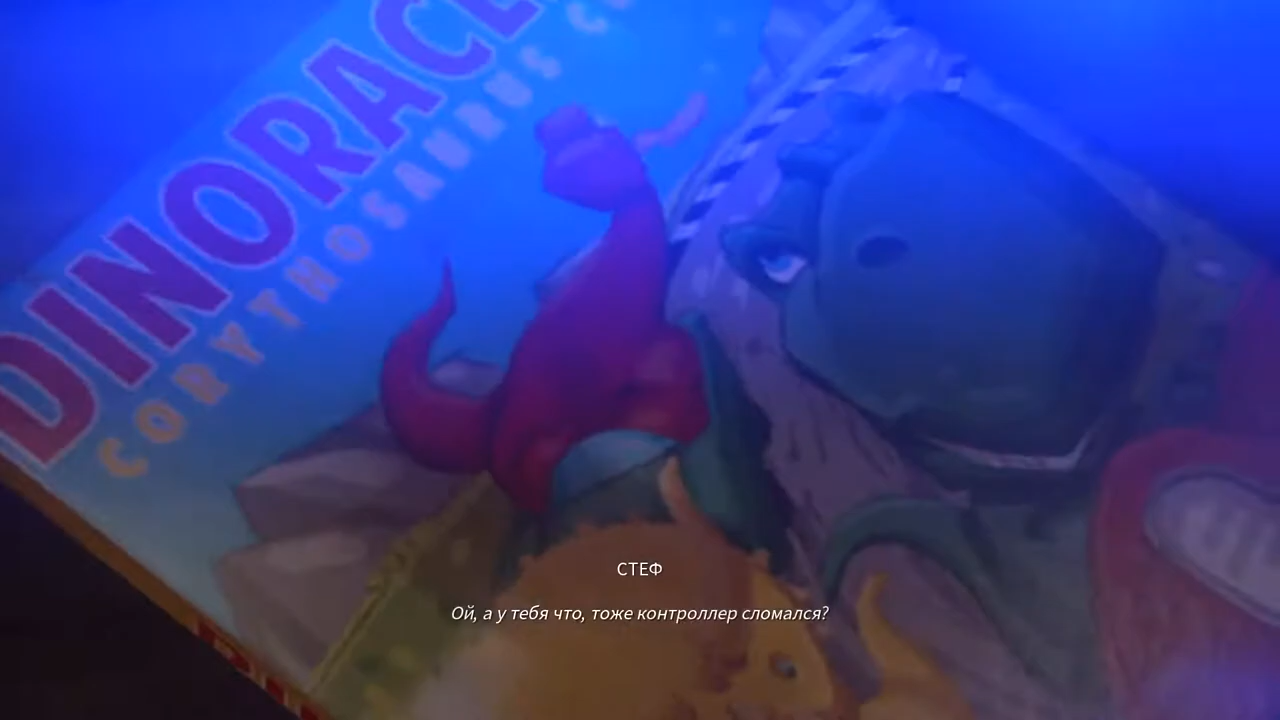 DINORACE
CORYTHOSAURUS
СТЕФ
Ой, а у тебя что, тоже контроллер сломался?